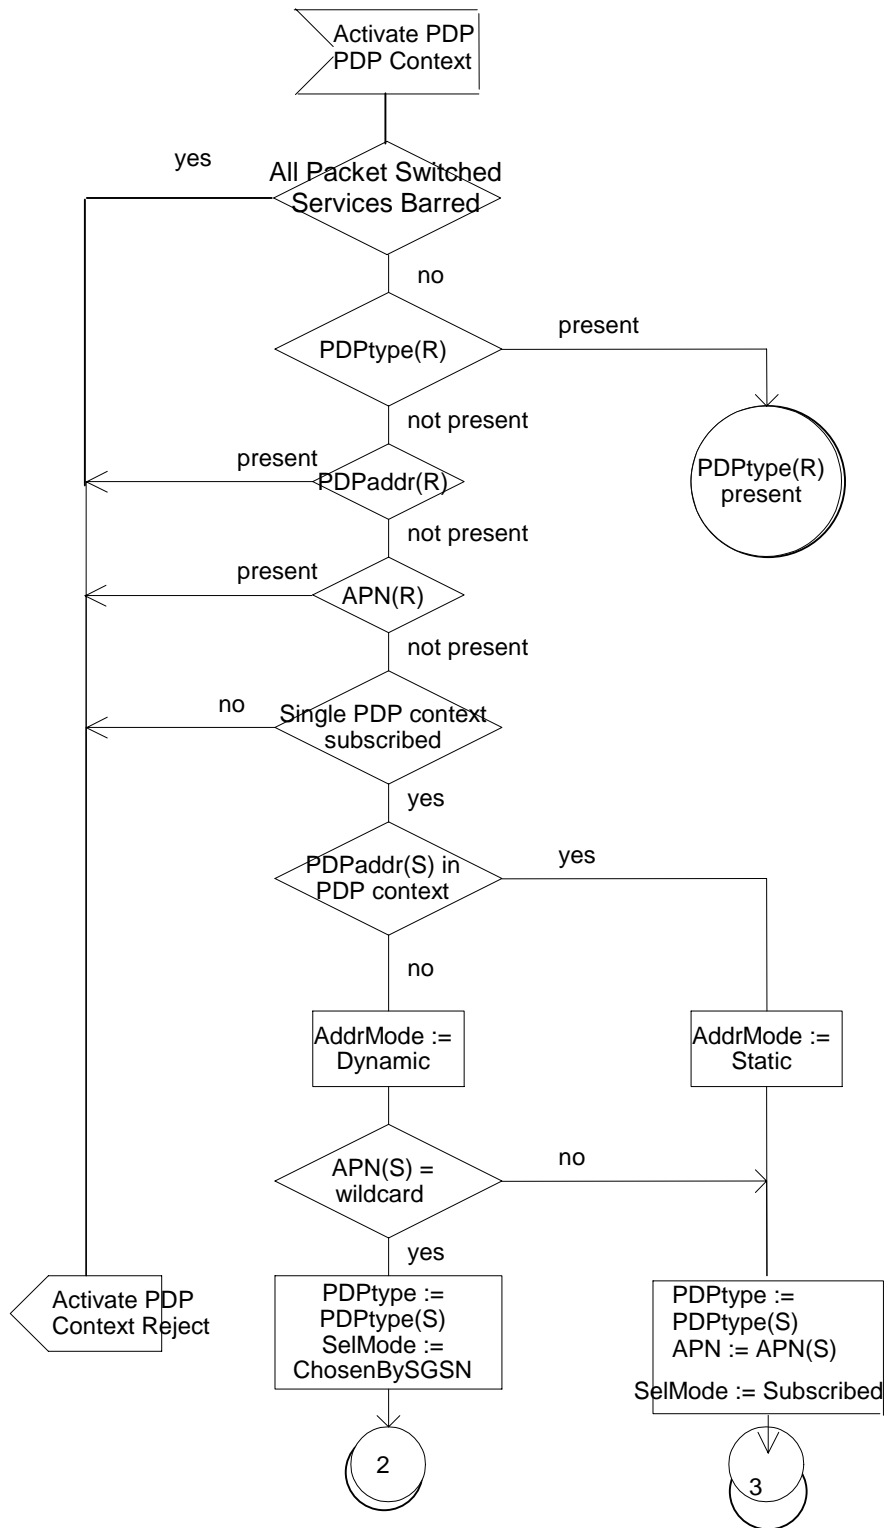 Activate PDP
PDP Context
yes
All Packet Switched
Services Barred
no
PDPtype(R)
present
not present
present
PDPaddr(R)
PDPtype(R)
present
not present
present
APN(R)
not present
no
Single PDP context
subscribed
yes
PDPaddr(S) in
PDP context
yes
no
AddrMode :=
Dynamic
AddrMode :=
Static
APN(S) =
wildcard
no
yes
Activate PDP
Context Reject
PDPType :=
PDPtype(S)
SelMode :=
ChosenBySGSN
PDPType :=
PDPtype(S)
APN := APN(S)
SelMode := Subscribed
2
3